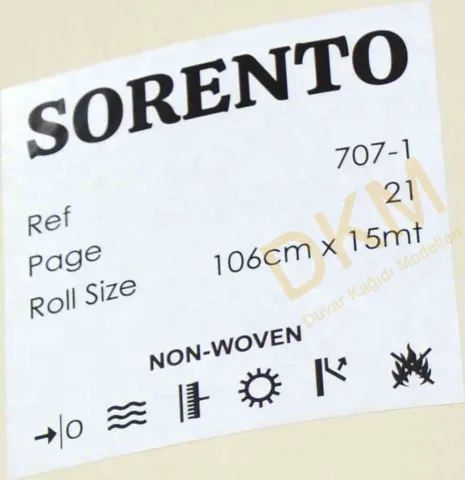 SORENTO
Ref 707-1
Page 21
Roll Size 106cm x 15mt
DKM
Duvar Kağıdı Modelleri
NON-WOVEN
→|0